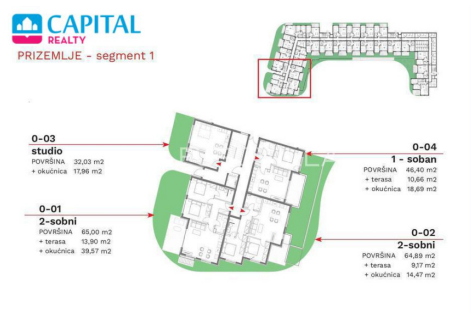 CAPITAL
REALTY
PRIZEMLJE - segment 1
0-03
studio
POVRŠINA 32,03 m2
+ okućnica 17,96 m2
0-01
2-sobni
POVRŠINA 65,00 m2
+ terasa 13,90 m2
+ okućnica 39,57 m2
0-04
1 - soban
POVRŠINA 46,40 m2
+ terasa 10,66 m2
+ okućnica 18,69 m2
0-02
2-sobni
POVRŠINA 64,89 m2
+ terasa 9,17 m2
+ okućnica 14,47 m2